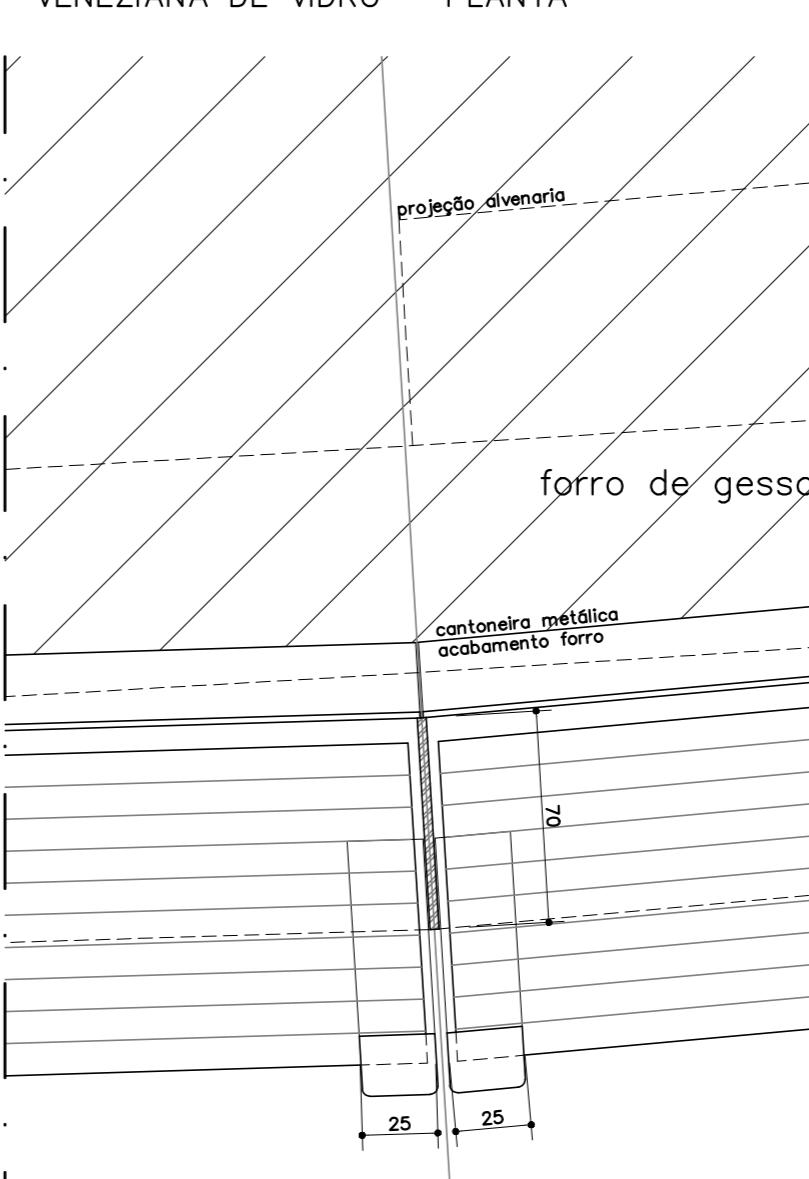 VENEZIANA DE VIDRO - PLANTA
projeção alvenaria
forro de gesso
cantoneira metálica
acabamento forro
70
25
25